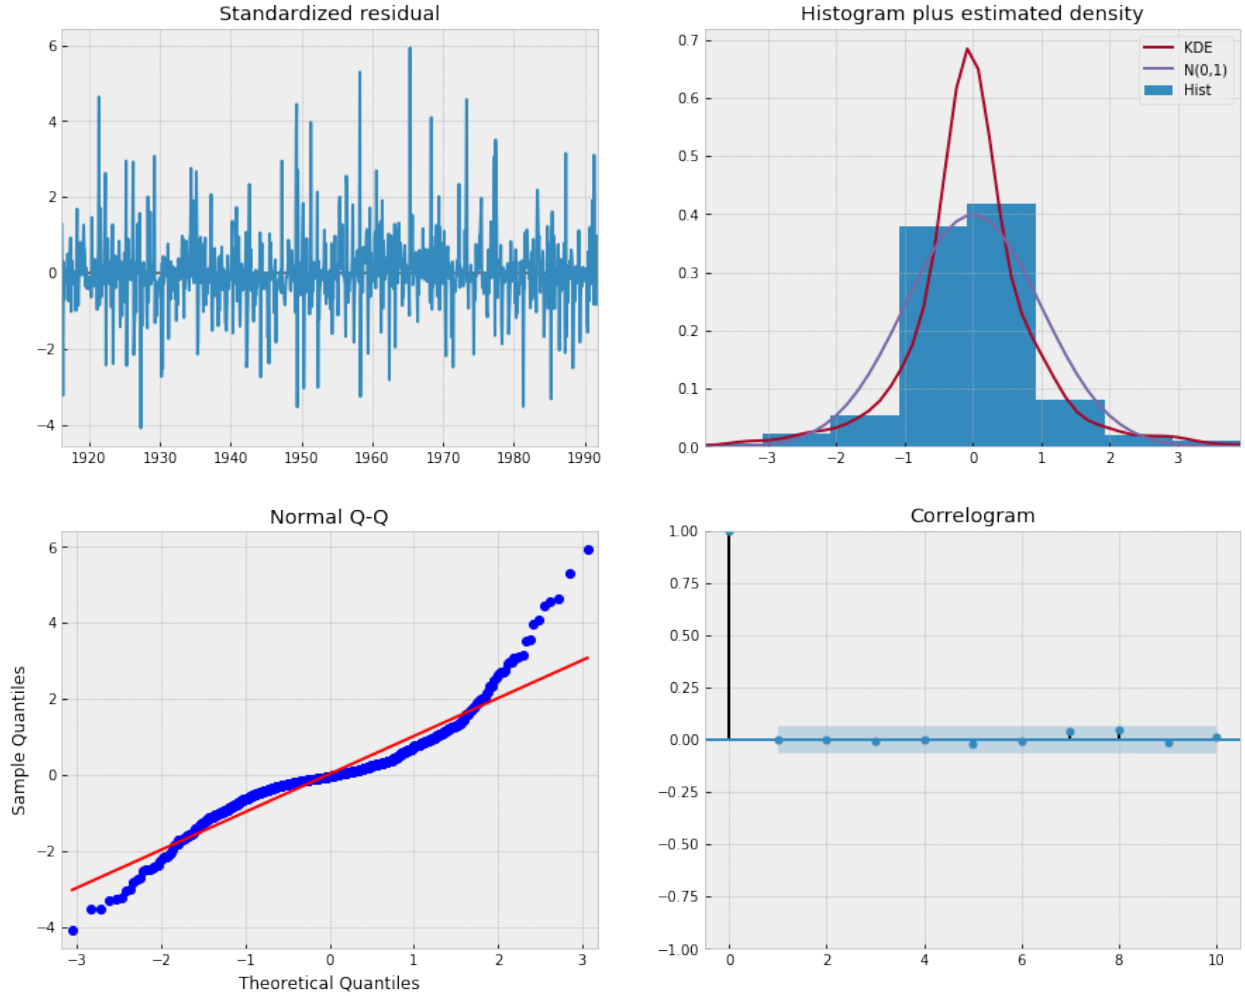 Standardized residual
6
4
2
0
−2
−4
1920 1930 1940 1950 1960 1970 1980 1990
Histogram plus estimated density
0.7
0.6
0.5
0.4
0.3
0.2
0.1
0.0
−3 −2 −1 0 1 2 3
KDE
N(0,1)
Hist
Normal Q-Q
Sample Quantiles
6
4
2
0
−2
−4
−3 −2 −1 0 1 2 3
Theoretical Quantiles
Correlogram
1.00
0.75
0.50
0.25
0.00
−0.25
−0.50
−0.75
−1.00
0 2 4 6 8 10